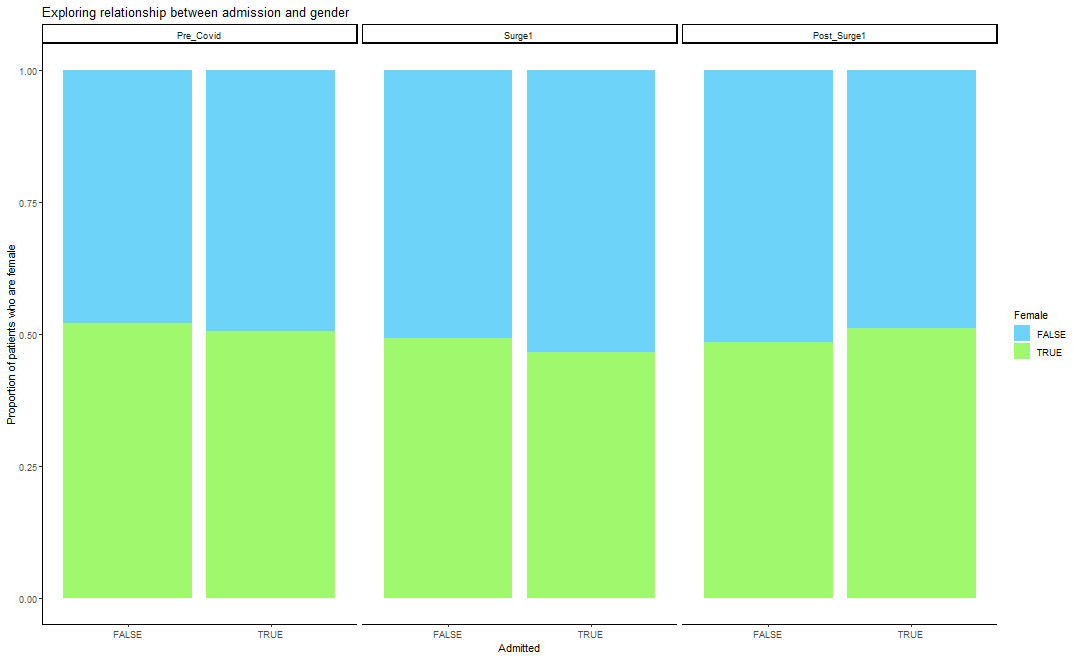 Exploring relationship between admission and gender
Pre_Covid
Surge1
Post_Surge1
1.00
0.75
0.50
0.25
0.00
Proportion of patients who are female
FALSE
TRUE
FALSE
TRUE
FALSE
TRUE
Admitted
Female
FALSE
TRUE